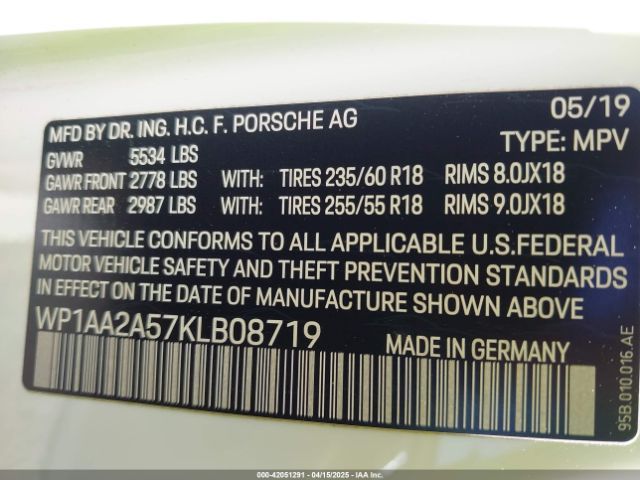 MFD BY DR. ING. H.C. F. PORSCHE AG 05/19
GVWR 5534 LBS TYPE: MPV
GAWR FRONT 2778 LBS WITH: TIRES 235/60 R18 RIMS 8.0JX18
GAWR REAR 2987 LBS WITH: TIRES 255/55 R18 RIMS 9.0JX18
THIS VEHICLE CONFORMS TO ALL APPLICABLE U.S.FEDERAL
MOTOR VEHICLE SAFETY AND THEFT PREVENTION STANDARDS
IN EFFECT ON THE DATE OF MANUFACTURE SHOWN ABOVE
WP1AA2A57KLB08719 MADE IN GERMANY
95B.010.016.AE
000-42051291 - 04/15/2025 - IAA Inc. Copyright